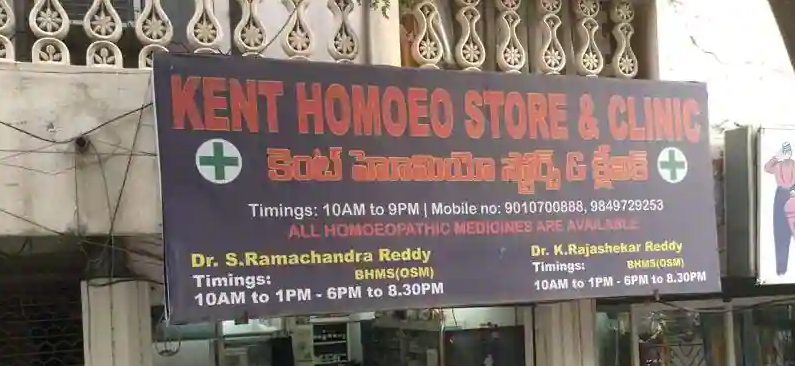 KENT HOMOEO STORE & CLINIC
కెంట్ హోమియో స్టోర్స్ & క్లీనిక్
Timings: 10AM to 9PM | Mobile no: 9010700888, 9849729253
ALL HOMOEOPATHIC MEDICINES ARE AVAILABLE
Dr. S.Ramachandra Reddy
BHMS(OSM)
Timings:
10AM to 1PM - 6PM to 8.30PM
Dr. K.Rajashekar Reddy
BHMS(OSM)
Timings:
10AM to 1PM - 6PM to 8.30PM